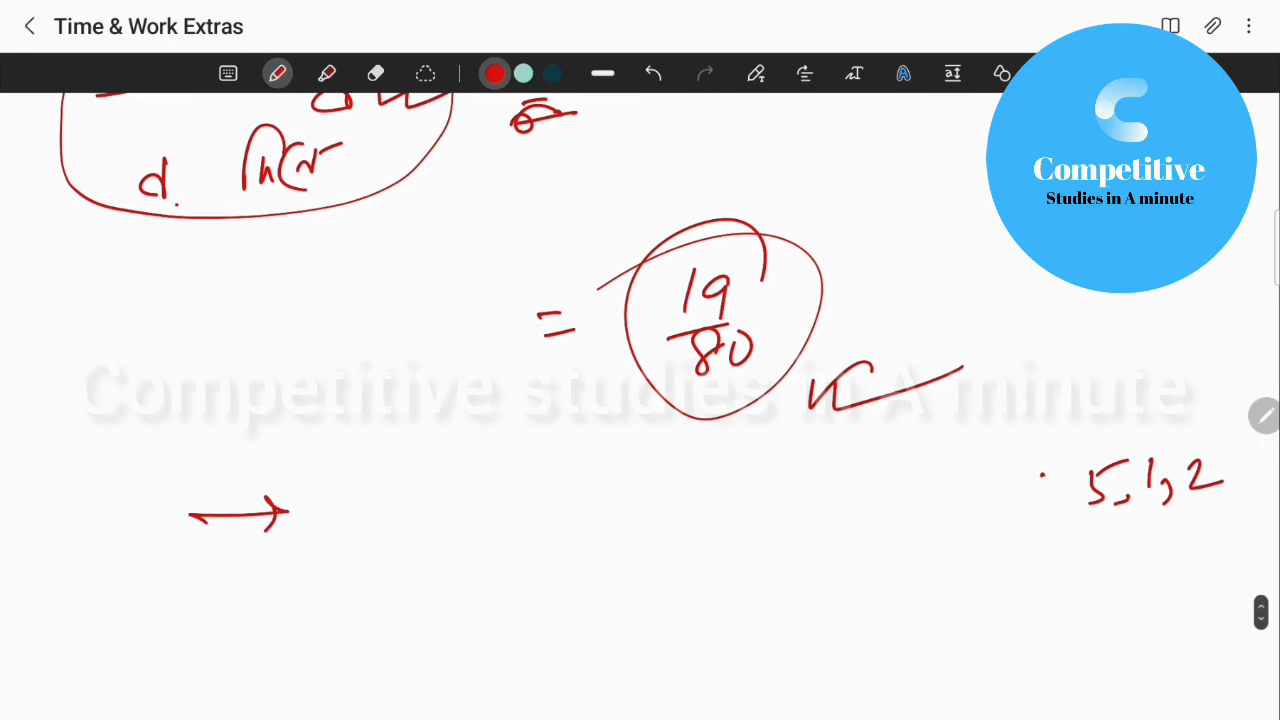 Time & Work Extras
Competitive
Studies in A minute
d.
= 19
80
Competitive studies in A minute
5, 1, 2